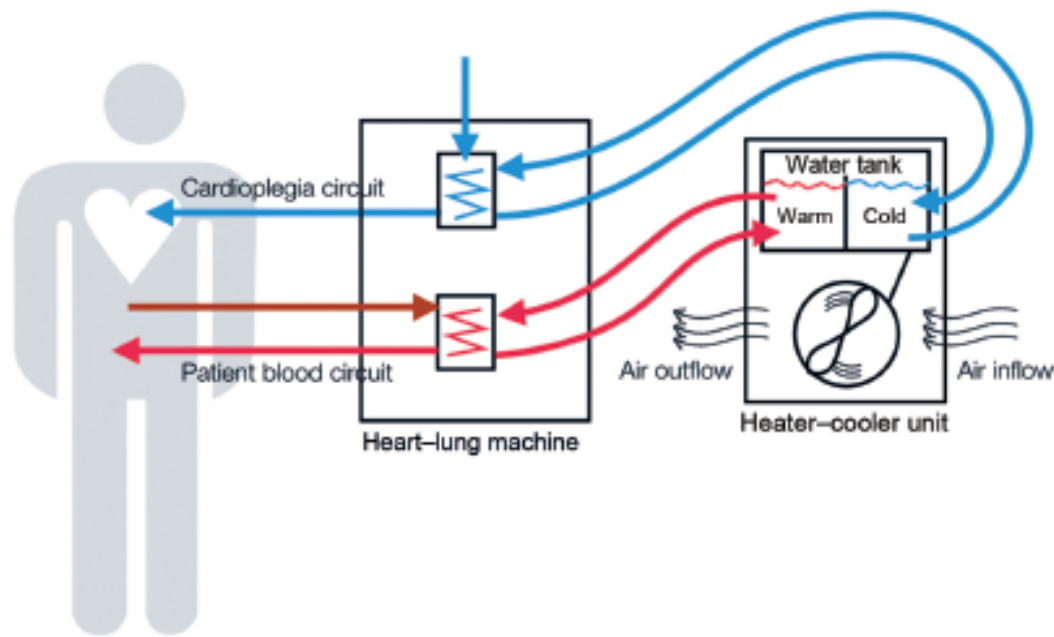 Water tank
Warm
Cold
Cardioplegia circuit
Patient blood circuit
Air outflow
Air inflow
Heart–lung machine
Heater–cooler unit